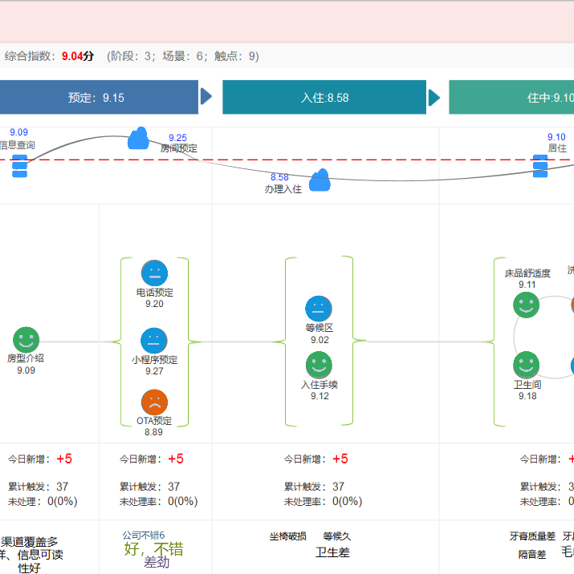 综合指数：9.04分 （阶段：3；场景：6；触点：9）
预定：9.15
入住:8.58
住中:9.10
9.09
信息查询
9.25
房间预定
8.58
办理入住
9.10
居住
房型介绍
9.09
电话预定
9.20
小程序预定
9.27
OTA预定
8.89
等候区
9.02
入住手续
9.12
床品舒适度
9.11
卫生间
9.18
今日新增：+5
累计触发：37
未处理：0(0%)
今日新增：+5
累计触发：37
未处理率：0(0%)
今日新增：+5
累计触发：37
未处理率：0(0%)
今日新增：+
累计触发：3
未处理率：0(
渠道覆盖多
样、信息可读
性好
公司不错6
好，不错
差劲
坐椅破损 等候久
卫生差
牙膏质量差
隔音差